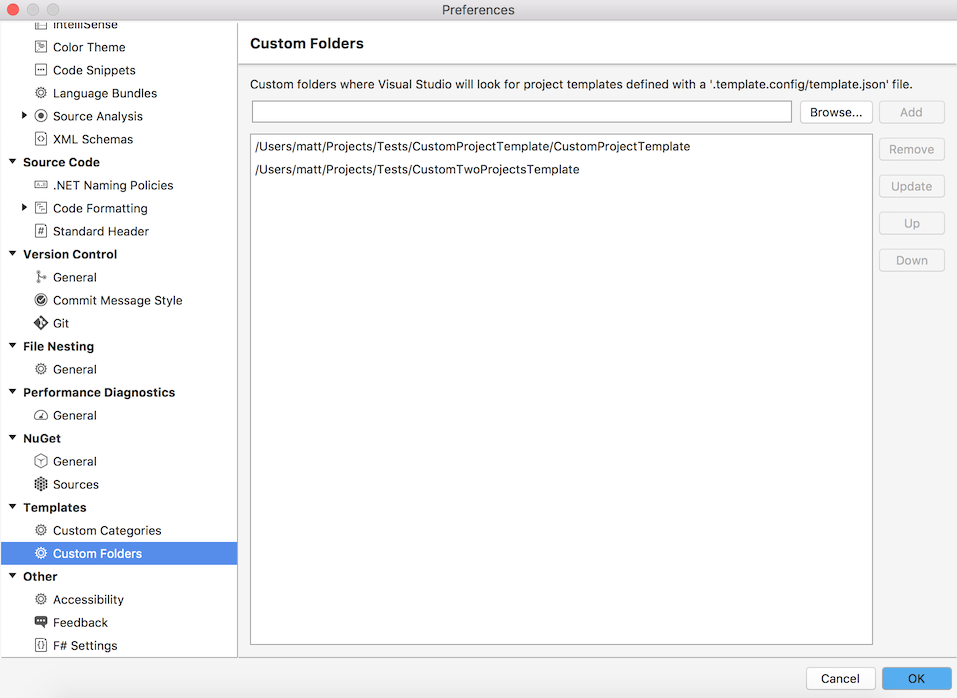 Preferences
IntelliSense
Color Theme
Code Snippets
Language Bundles
Source Analysis
XML Schemas
Source Code
.NET Naming Policies
Code Formatting
Standard Header
Version Control
General
Commit Message Style
Git
File Nesting
General
Performance Diagnostics
General
NuGet
General
Sources
Templates
Custom Categories
Custom Folders
Other
Accessibility
Feedback
F# Settings
Custom Folders
Custom folders where Visual Studio will look for project templates defined with a '.template.config/template.json' file.
Browse...
Add
/Users/matt/Projects/Tests/CustomProjectTemplate/CustomProjectTemplate
/Users/matt/Projects/Tests/CustomTwoProjectsTemplate
Remove
Update
Up
Down
Cancel
OK